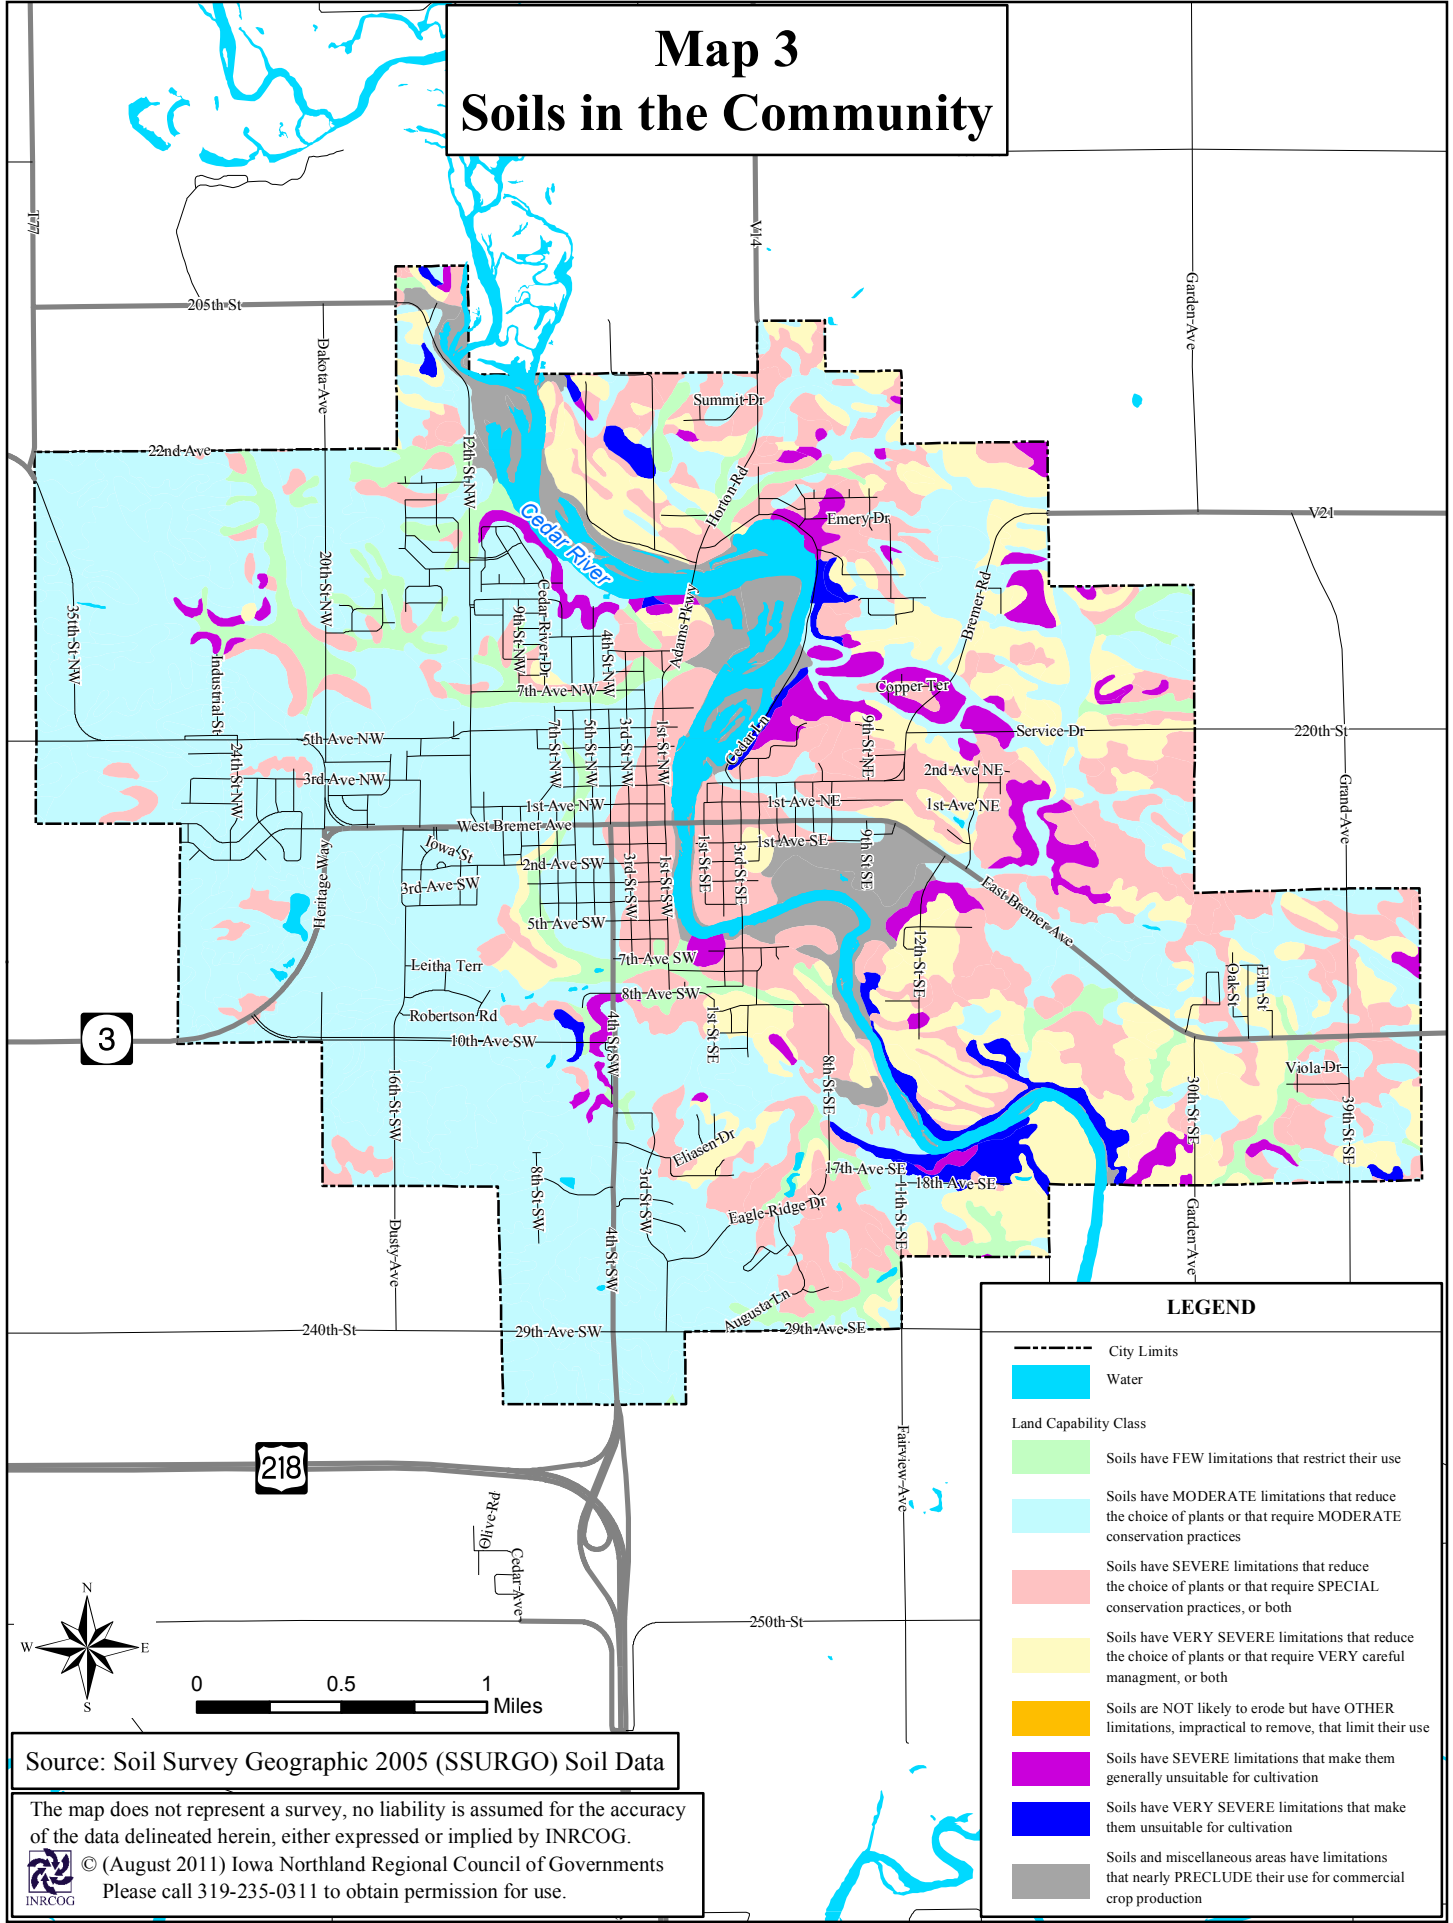 Map 3
Soils in the Community
T77
V14
205th St
Garden Ave
Dakota Ave
Summit Dr
22nd Ave
12th St NW
Horton Rd
Cedar River
Emery Dr
V21
20th St NW
35tth St NW
Cedar River Dr
9th St NW
4th St NW
Adams Pkwy
Bremer Rd
Industrial St
7th Ave NW
Copper Ter
5th Ave NW
7th St NW
5th St NW
3rd St NW
1st St NW
Cedar Ln
9th St NE
Service Dr
220th St
24th St NW
3rd Ave NW
2nd Ave NE
1st Ave NW
1st Ave NE
1st Ave NE
Grand Ave
West Bremer Ave
Iowa St
1st Ave SE
Heritage Way
2nd Ave SW
3rd Ave SW
3rd St SW
1st St SW
1st St SE
3rd St SE
9th St SE
East Bremer Ave
5th Ave SW
7th Ave SW
12th St SE
Leitha Terr
Oak St
Elm St
8th Ave SW
Robertson Rd
3
10th Ave SW
4th St SW
1st St SE
8th St SE
Viola Dr
16th St SW
30th St SE
39th St SE
Eliasen Dr
8th St SW
3rd St SW
17th Ave SE
18th Ave SE
11th St SE
Eagle Ridge Dr
Dusty Ave
4th St SW
Garden Ave
Augusta Ln
240th St
29th Ave SW
29th Ave SE
Fairview Ave
218
Olive Rd
Cedar Ave
250th St
N
W
E
S
0
0.5
1
Miles
LEGEND
City Limits
Water
Land Capability Class
Soils have FEW limitations that restrict their use
Soils have MODERATE limitations that reduce
the choice of plants or that require MODERATE
conservation practices
Soils have SEVERE limitations that reduce
the choice of plants or that require SPECIAL
conservation practices, or both
Soils have VERY SEVERE limitations that reduce
the choice of plants or that require VERY careful
managment, or both
Soils are NOT likely to erode but have OTHER
limitations, impractical to remove, that limit their use
Soils have SEVERE limitations that make them
generally unsuitable for cultivation
Soils have VERY SEVERE limitations that make
them unsuitable for cultivation
Soils and miscellaneous areas have limitations
that nearly PRECLUDE their use for commercial
crop production
Source: Soil Survey Geographic 2005 (SSURGO) Soil Data
The map does not represent a survey, no liability is assumed for the accuracy
of the data delineated herein, either expressed or implied by INRCOG.
© (August 2011) Iowa Northland Regional Council of Governments
Please call 319-235-0311 to obtain permission for use.
INRCOG